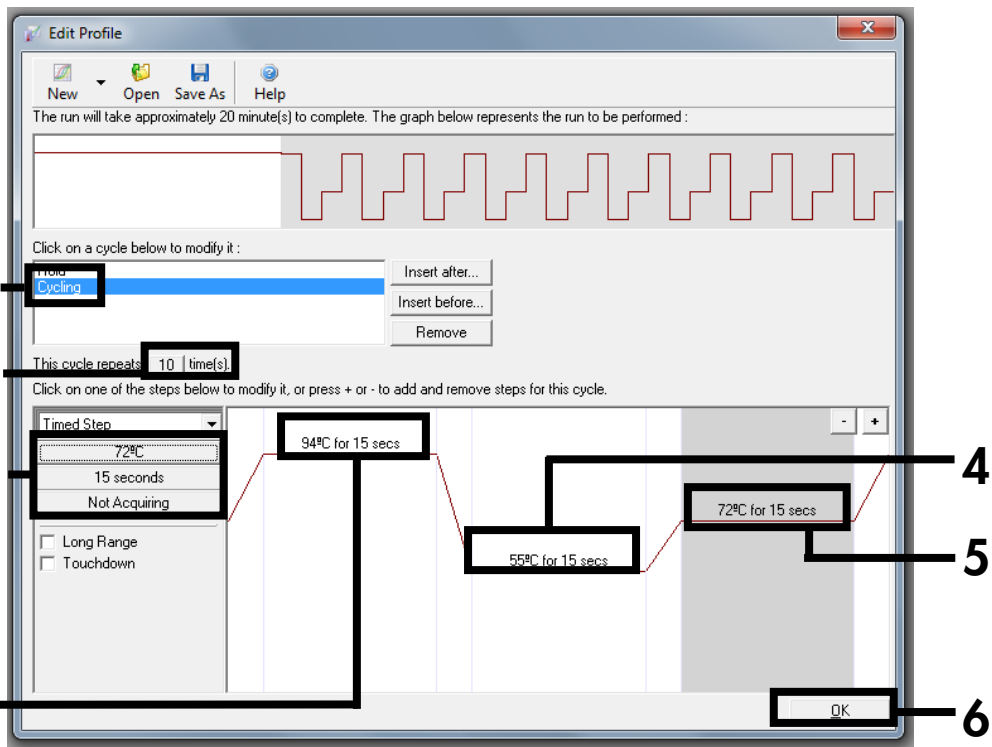 Edit Profile
New Open Save As Help
The run will take approximately 20 minute(s) to complete. The graph below represents the run to be performed :
Click on a cycle below to modify it :
Hold
Cycling
Insert after...
Insert before...
Remove
This cycle repeats 10 time(s).
Click on one of the steps below to modify it, or press + or - to add and remove steps for this cycle.
Timed Step
- +
72ºC
15 seconds
Not Acquiring
Long Range
Touchdown
94ºC for 15 secs
55ºC for 15 secs
72ºC for 15 secs
4
5
OK
6